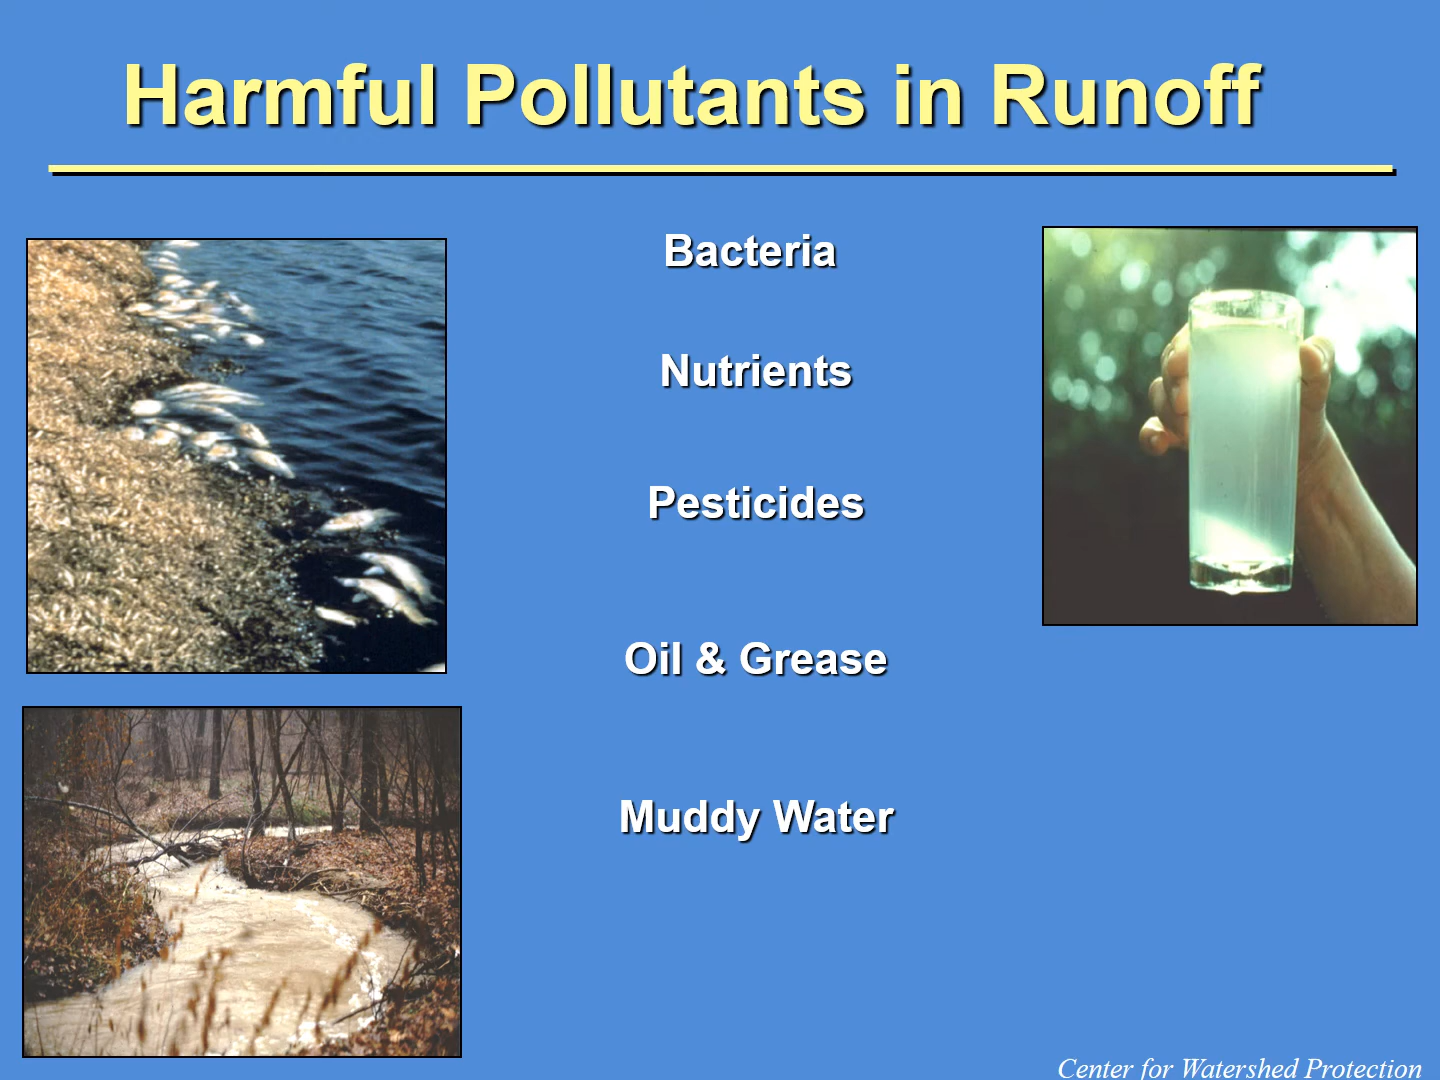 Harmful Pollutants in Runoff
Bacteria
Nutrients
Pesticides
Oil & Grease
Muddy Water
Center for Watershed Protection